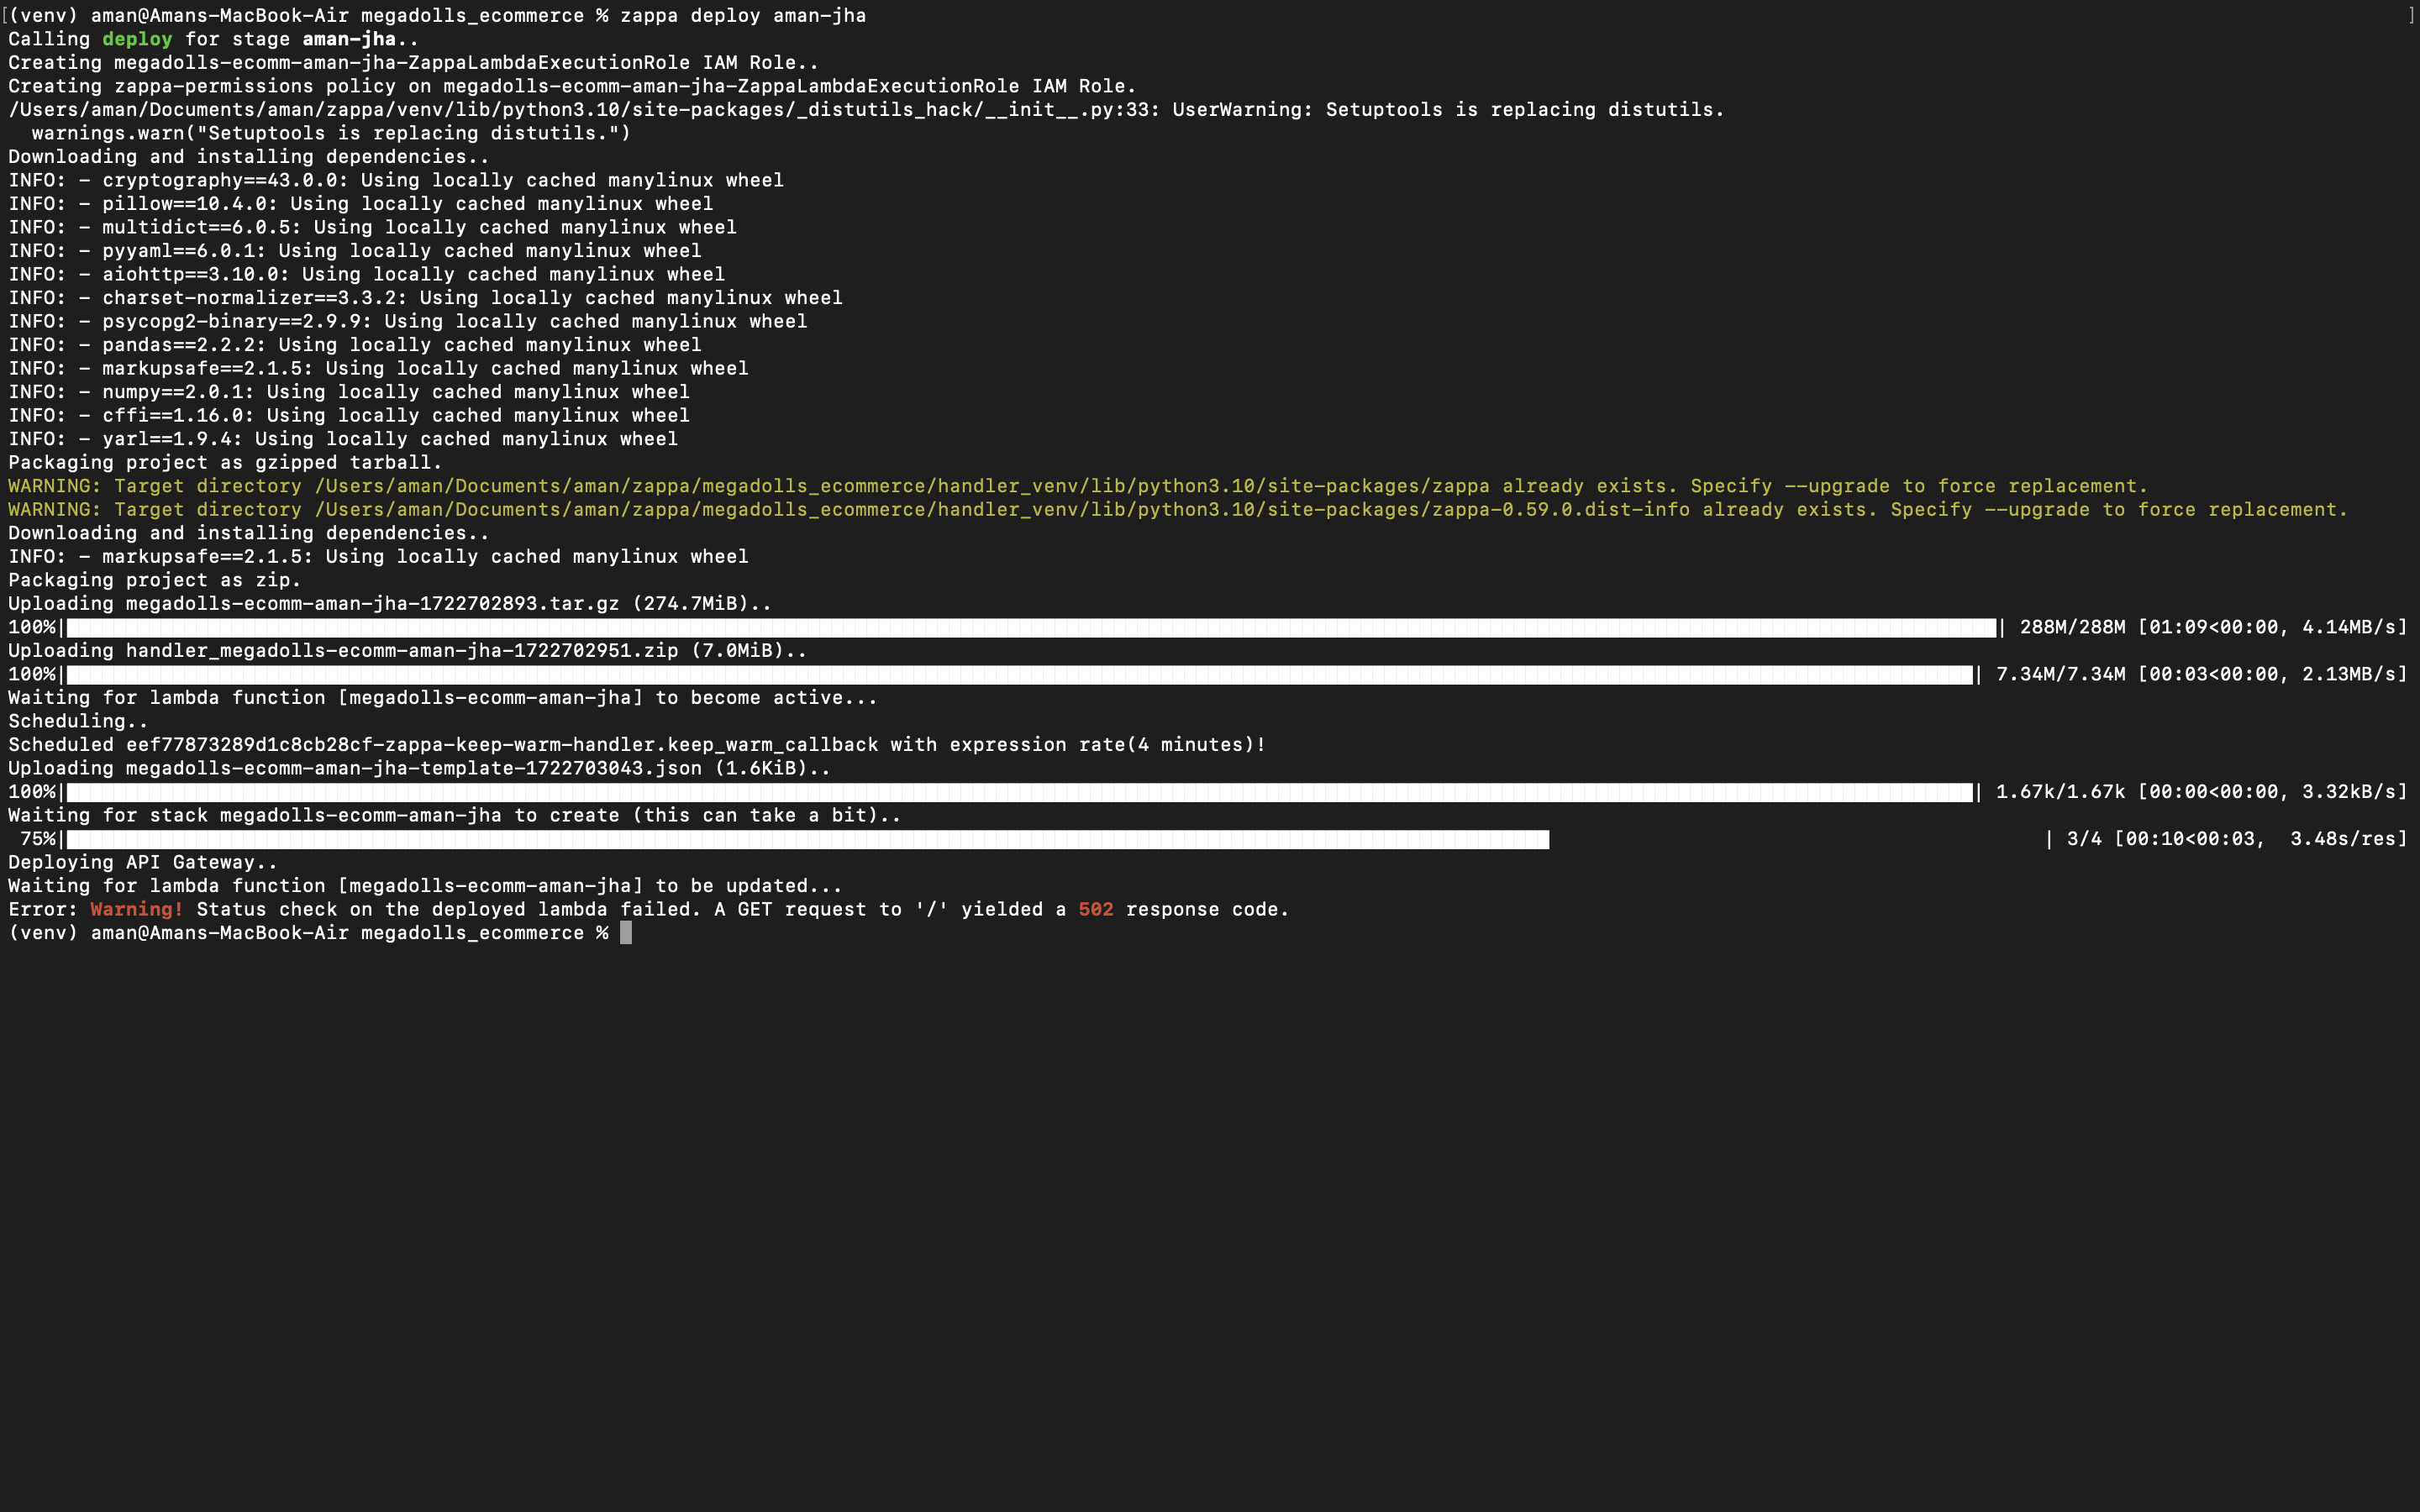 [(venv) aman@Amans-MacBook-Air megadolls_ecommerce % zappa deploy aman-jha ]
Calling deploy for stage aman-jha..
Creating megadolls-ecomm-aman-jha-ZappaLambdaExecutionRole IAM Role..
Creating zappa-permissions policy on megadolls-ecomm-aman-jha-ZappaLambdaExecutionRole IAM Role.
/Users/aman/Documents/aman/zappa/venv/lib/python3.10/site-packages/_distutils_hack/__init__.py:33: UserWarning: Setuptools is replacing distutils.
  warnings.warn("Setuptools is replacing distutils.")
Downloading and installing dependencies..
INFO: - cryptography==43.0.0: Using locally cached manylinux wheel
INFO: - pillow==10.4.0: Using locally cached manylinux wheel
INFO: - multidict==6.0.5: Using locally cached manylinux wheel
INFO: - pyyaml==6.0.1: Using locally cached manylinux wheel
INFO: - aiohttp==3.10.0: Using locally cached manylinux wheel
INFO: - charset-normalizer==3.3.2: Using locally cached manylinux wheel
INFO: - psycopg2-binary==2.9.9: Using locally cached manylinux wheel
INFO: - pandas==2.2.2: Using locally cached manylinux wheel
INFO: - markupsafe==2.1.5: Using locally cached manylinux wheel
INFO: - numpy==2.0.1: Using locally cached manylinux wheel
INFO: - cffi==1.16.0: Using locally cached manylinux wheel
INFO: - yarl==1.9.4: Using locally cached manylinux wheel
Packaging project as gzipped tarball.
WARNING: Target directory /Users/aman/Documents/aman/zappa/megadolls_ecommerce/handler_venv/lib/python3.10/site-packages/zappa already exists. Specify --upgrade to force replacement.
WARNING: Target directory /Users/aman/Documents/aman/zappa/megadolls_ecommerce/handler_venv/lib/python3.10/site-packages/zappa-0.59.0.dist-info already exists. Specify --upgrade to force replacement.
Downloading and installing dependencies..
INFO: - markupsafe==2.1.5: Using locally cached manylinux wheel
Packaging project as zip.
Uploading megadolls-ecomm-aman-jha-1722702893.tar.gz (274.7MiB)..
100%| | 288M/288M [01:09<00:00, 4.14MB/s]
Uploading handler_megadolls-ecomm-aman-jha-1722702951.zip (7.0MiB)..
100%| | 7.34M/7.34M [00:03<00:00, 2.13MB/s]
Waiting for lambda function [megadolls-ecomm-aman-jha] to become active...
Scheduling..
Scheduled eef77873289d1c8cb28cf-zappa-keep-warm-handler.keep_warm_callback with expression rate(4 minutes)!
Uploading megadolls-ecomm-aman-jha-template-1722703043.json (1.6KiB)..
100%| | 1.67k/1.67k [00:00<00:00, 3.32kB/s]
Waiting for stack megadolls-ecomm-aman-jha to create (this can take a bit)..
 75%| | 3/4 [00:10<00:03,  3.48s/res]
Deploying API Gateway..
Waiting for lambda function [megadolls-ecomm-aman-jha] to be updated...
Error: Warning! Status check on the deployed lambda failed. A GET request to '/' yielded a 502 response code.
(venv) aman@Amans-MacBook-Air megadolls_ecommerce %